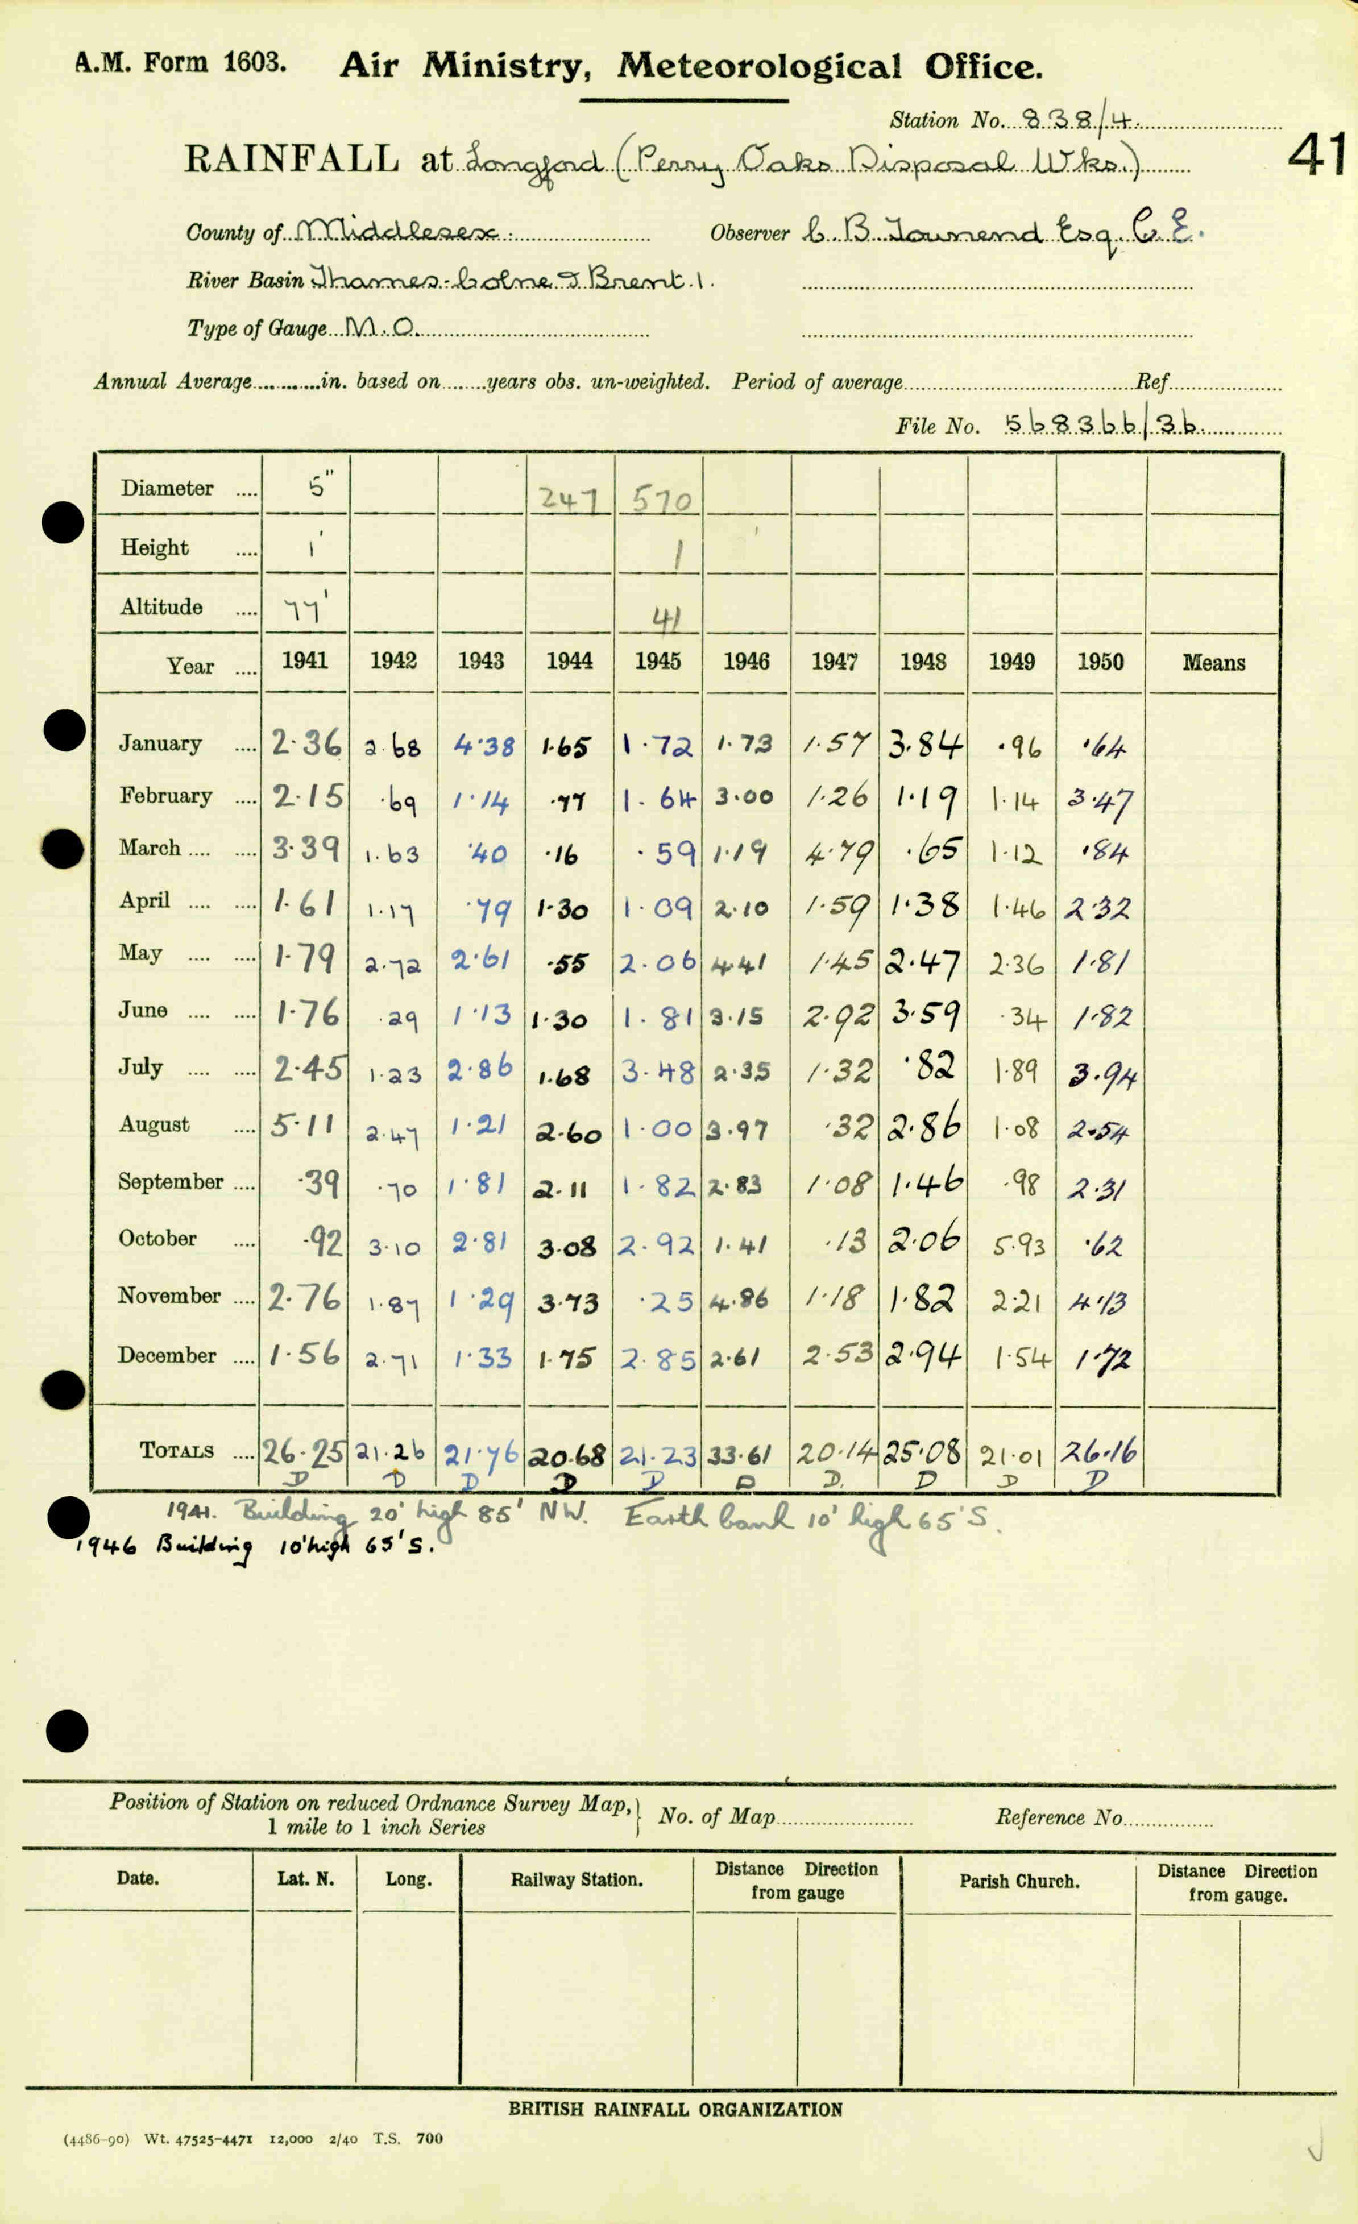 A.M. Form 1603. Air Ministry, Meteorological Office.
Station No. 838/4
41
RAINFALL at Longford (Perry Oaks Disposal Wks.)
County of Middlesex. Observer C. B. Townend Esq. C.E.
River Basin Thames - Colne & Brent 1.
Type of Gauge M.O.
Annual Average in. based on years obs. un-weighted. Period of average Ref
File No. 568366/36
Diameter .... 5" 247 570
Height .... 1' 1
Altitude .... 77' 41
Year .... 1941 1942 1943 1944 1945 1946 1947 1948 1949 1950 Means
January .... 2.36 2.68 4.38 1.65 1.72 1.73 1.57 3.84 .96 .64
February .... 2.15 .69 1.14 .77 1.64 3.00 1.26 1.19 1.14 3.47
March .... .... 3.39 1.63 .40 .16 .59 1.19 4.79 .65 1.12 .84
April .... .... 1.61 1.17 .79 1.30 1.09 2.10 1.59 1.38 1.46 2.32
May .... .... 1.79 2.72 2.61 .55 2.06 4.41 1.45 2.47 2.36 1.81
June .... .... 1.76 .29 1.13 1.30 1.81 3.15 2.92 3.59 .34 1.82
July .... .... 2.45 1.23 2.86 1.68 3.48 2.35 1.32 .82 1.89 3.94
August .... 5.11 2.47 1.21 2.60 1.00 3.97 .32 2.86 1.08 2.54
September .... .39 .70 1.81 2.11 1.82 2.83 1.08 1.46 .98 2.31
October .... .92 3.10 2.81 3.08 2.92 1.41 .13 2.06 5.93 .62
November .... 2.76 1.87 1.29 3.73 .25 4.86 1.18 1.82 2.21 4.13
December .... 1.56 2.71 1.33 1.75 2.85 2.61 2.53 2.94 1.54 1.72
TOTALS .... 26.25 21.26 21.76 20.68 21.23 33.61 20.14 25.08 21.01 26.16
D D D D D D D. D D D
1941. Building 20' high 85' NW. Earth bank 10' high 65' S.
1946 Building 10' high 65' S.
Position of Station on reduced Ordnance Survey Map,
1 mile to 1 inch Series
No. of Map Reference No.
Date. Lat. N. Long. Railway Station. Distance Direction from gauge Parish Church. Distance Direction from gauge.
BRITISH RAINFALL ORGANIZATION
(4486-90) Wt. 47525-4471 12,000 2/40 T.S. 700